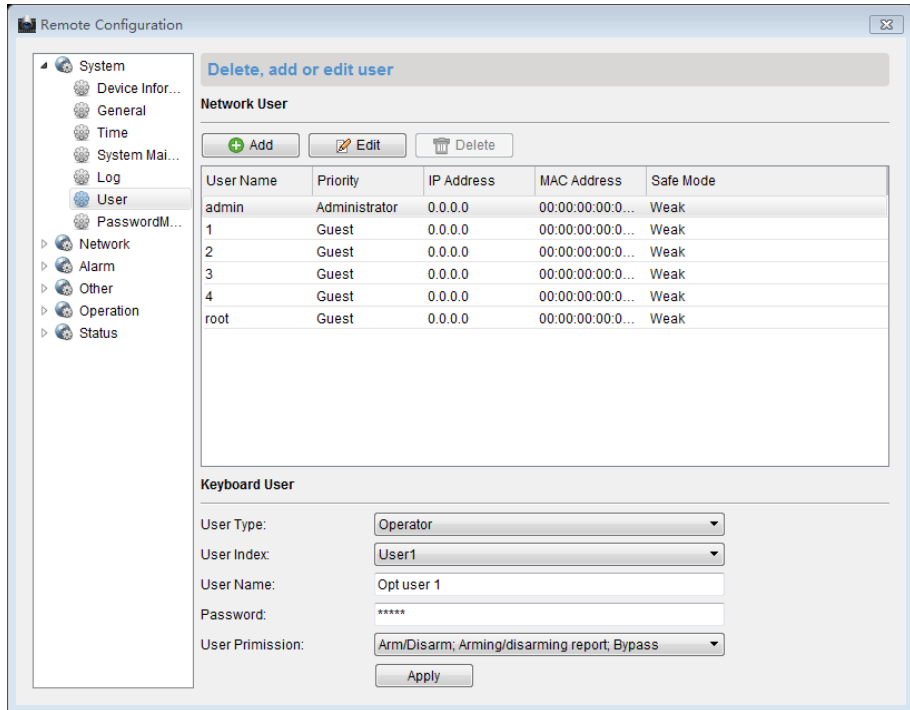 Remote Configuration
System
Device Infor...
General
Time
System Mai...
Log
User
PasswordM...
Network
Alarm
Other
Operation
Status
Delete, add or edit user
Network User
Add Edit Delete
User Name Priority IP Address MAC Address Safe Mode
admin Administrator 0.0.0.0 00:00:00:00:0... Weak
1 Guest 0.0.0.0 00:00:00:00:0... Weak
2 Guest 0.0.0.0 00:00:00:00:0... Weak
3 Guest 0.0.0.0 00:00:00:00:0... Weak
4 Guest 0.0.0.0 00:00:00:00:0... Weak
root Guest 0.0.0.0 00:00:00:00:0... Weak
Keyboard User
User Type: Operator
User Index: User1
User Name: Opt user 1
Password: *****
User Primission: Arm/Disarm; Arming/disarming report; Bypass
Apply